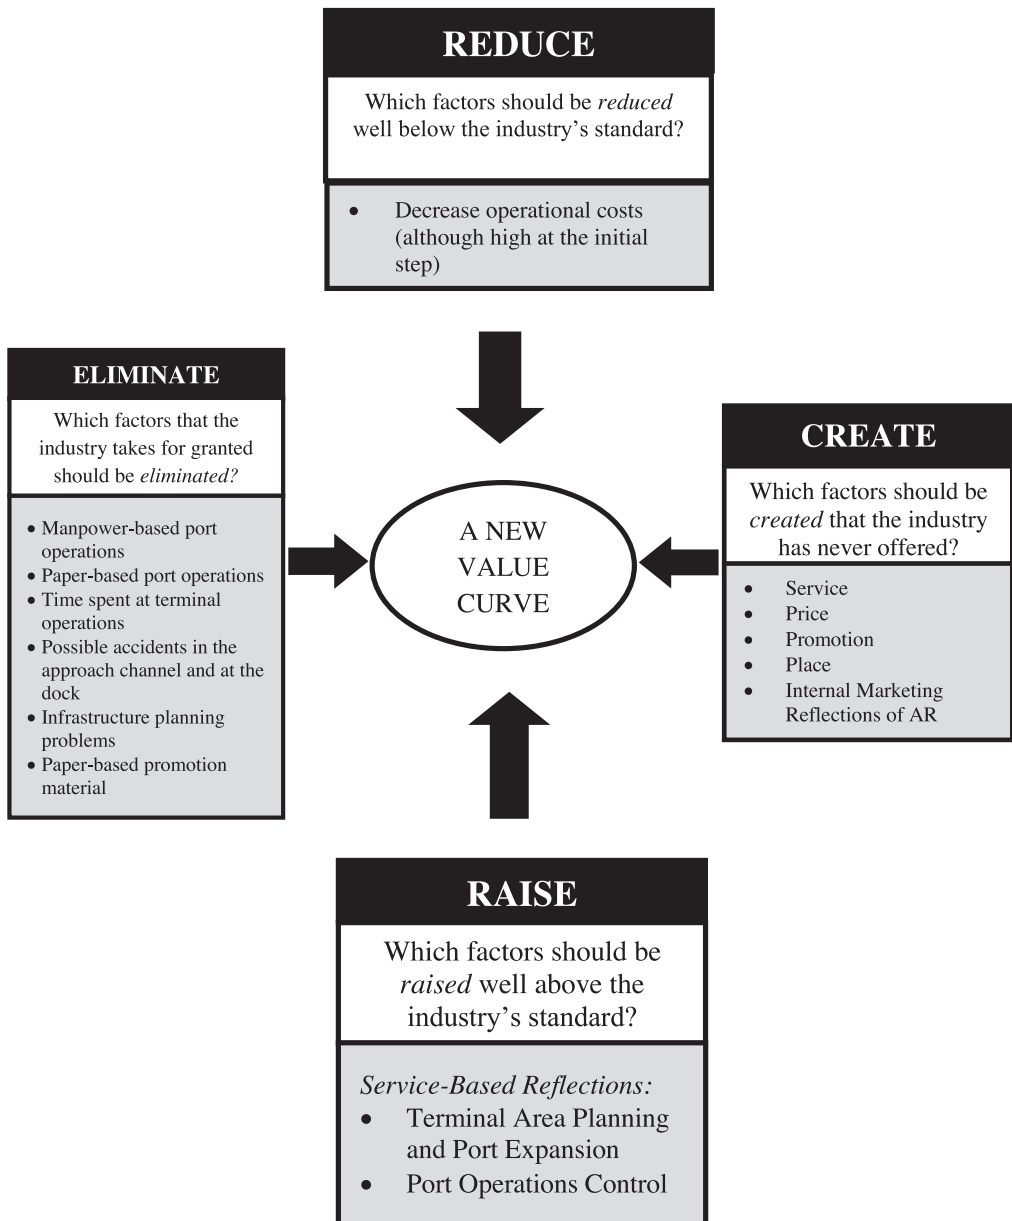 REDUCE
Which factors should be reduced
well below the industry's standard?
• Decrease operational costs
(although high at the initial
step)
ELIMINATE
Which factors that the
industry takes for granted
should be eliminated?
• Manpower-based port
operations
• Paper-based port operations
• Time spent at terminal
operations
• Possible accidents in the
approach channel and at the
dock
• Infrastructure planning
problems
• Paper-based promotion
material
A NEW
VALUE
CURVE
CREATE
Which factors should be
created that the industry
has never offered?
• Service
• Price
• Promotion
• Place
• Internal Marketing
Reflections of AR
RAISE
Which factors should be
raised well above the
industry's standard?
Service-Based Reflections:
• Terminal Area Planning
and Port Expansion
• Port Operations Control